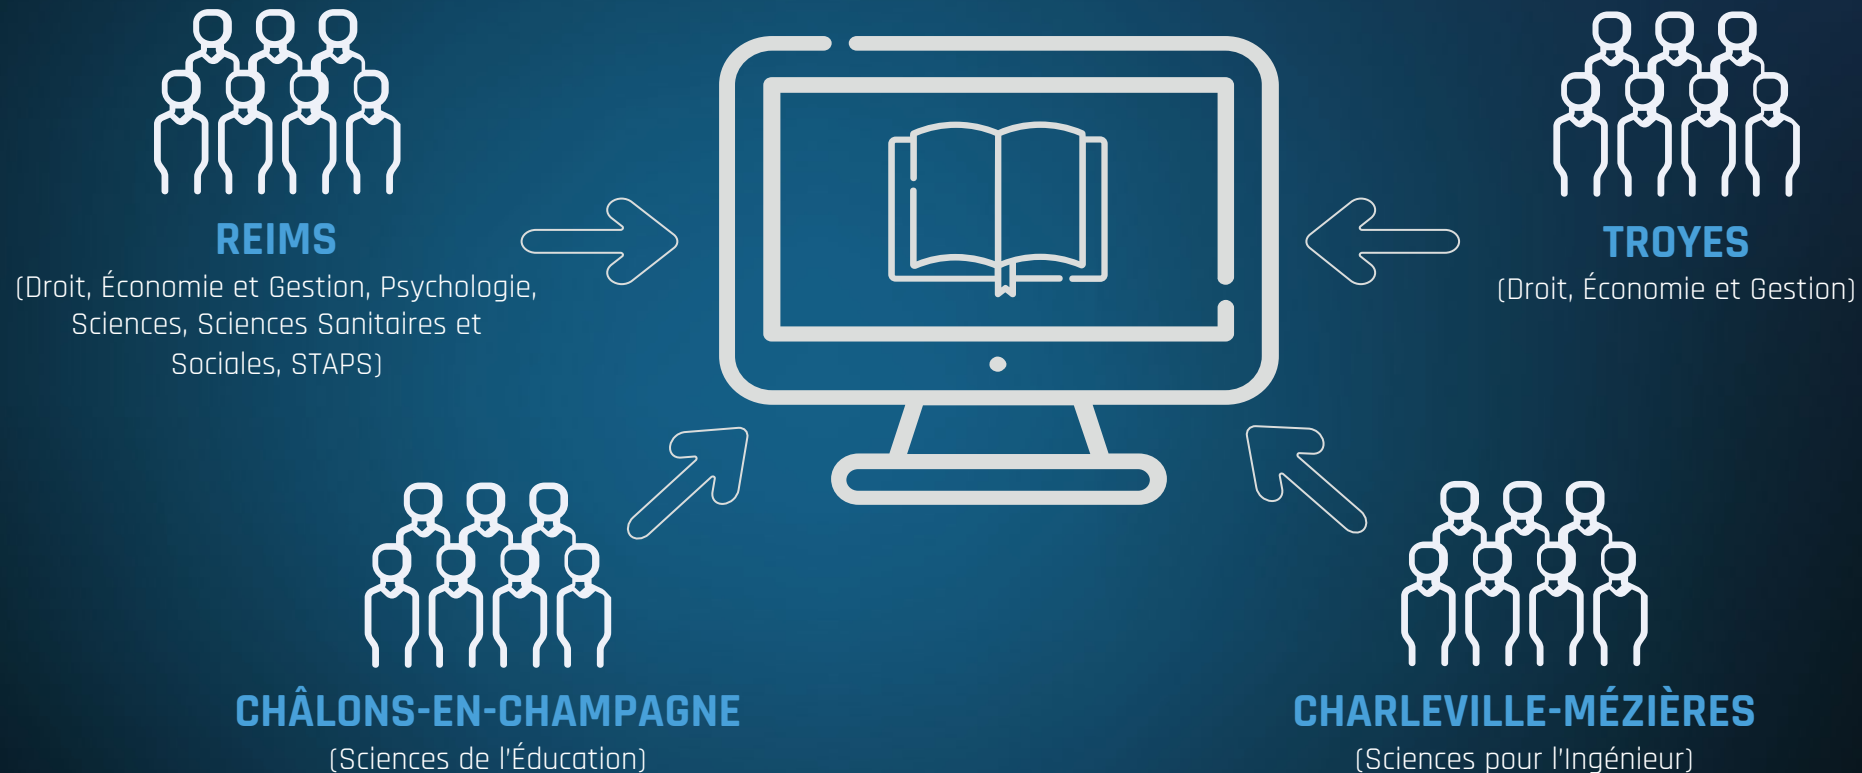 REIMS
(Droit, Économie et Gestion, Psychologie,
Sciences, Sciences Sanitaires et
Sociales, STAPS)
TROYES
(Droit, Économie et Gestion)
CHÂLONS-EN-CHAMPAGNE
(Sciences de l'Éducation)
CHARLEVILLE-MÉZIÈRES
(Sciences pour l'Ingénieur)